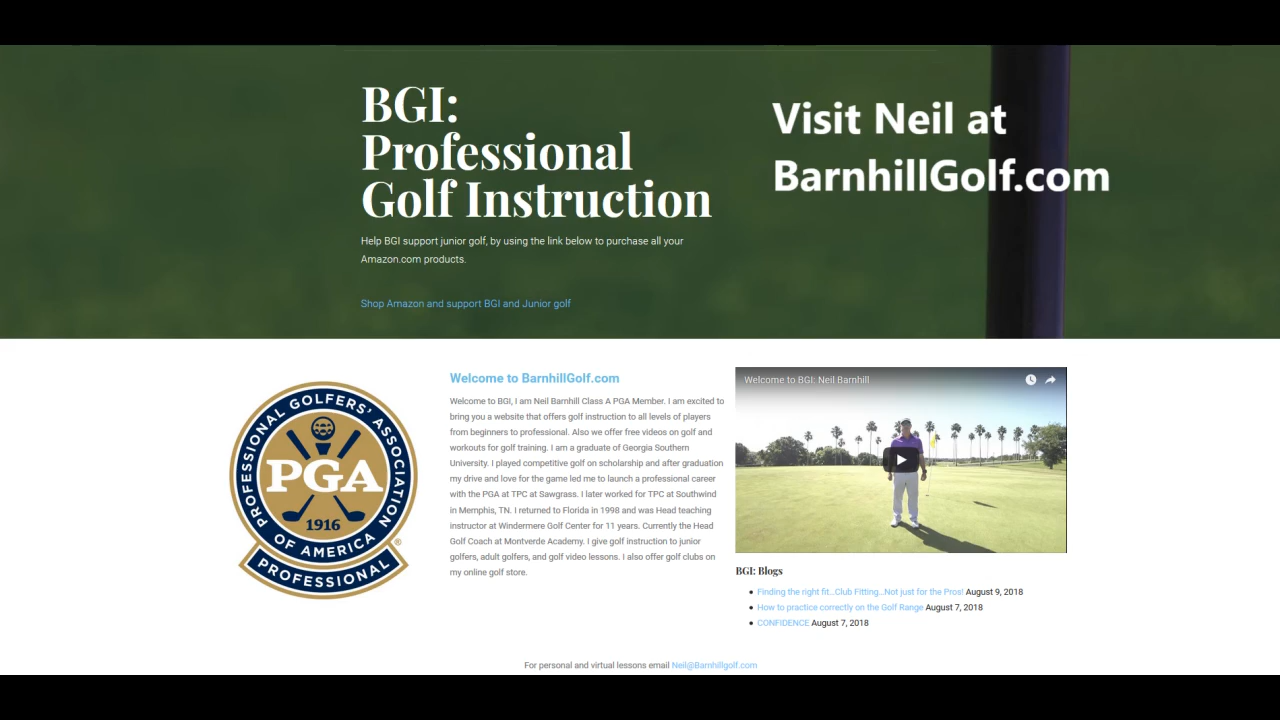 BGI:
Professional
Golf Instruction
Visit Neil at
BarnhillGolf.com
Help BGI support junior golf, by using the link below to purchase all your
Amazon.com products.
Shop Amazon and support BGI and Junior golf
PROFESSIONAL GOLFERS' ASSOCIATION
PGA
1916
OF AMERICA
®
PROFESSIONAL
Welcome to BarnhillGolf.com
Welcome to BGI, I am Neil Barnhill Class A PGA Member. I am excited to
bring you a website that offers golf instruction to all levels of players
from beginners to professional. Also we offer free videos on golf and
workouts for golf training. I am a graduate of Georgia Southern
University. I played competitive golf on scholarship and after graduation
my drive and love for the game led me to launch a professional career
with the PGA at TPC at Sawgrass. I later worked for TPC at Southwind
in Memphis, TN. I returned to Florida in 1998 and was Head teaching
instructor at Windermere Golf Center for 11 years. Currently the Head
Golf Coach at Montverde Academy. I give golf instruction to junior
golfers, adult golfers, and golf video lessons. I also offer golf clubs on
my online golf store.
Welcome to BGI: Neil Barnhill
BGI: Blogs
Finding the right fit...Club Fitting...Not just for the Pros! August 9, 2018
How to practice correctly on the Golf Range August 7, 2018
CONFIDENCE August 7, 2018
For personal and virtual lessons email Neil@Barnhillgolf.com